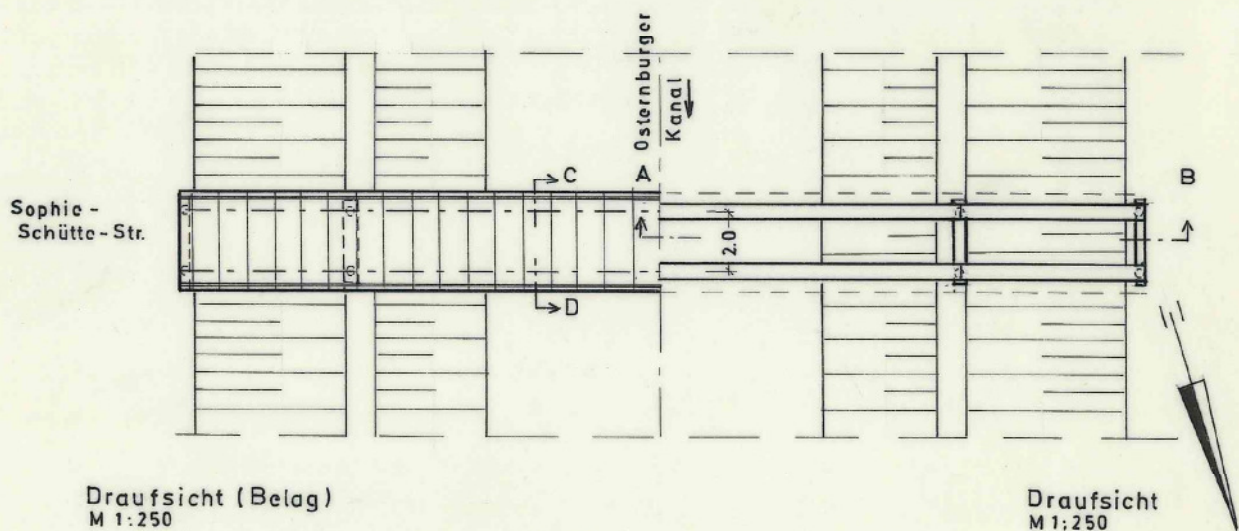 Osternburger
Kanal
C
A
B
Sophie-
Schütte-Str.
2.0
D
Draufsicht (Belag)
M 1:250
Draufsicht
M 1:250